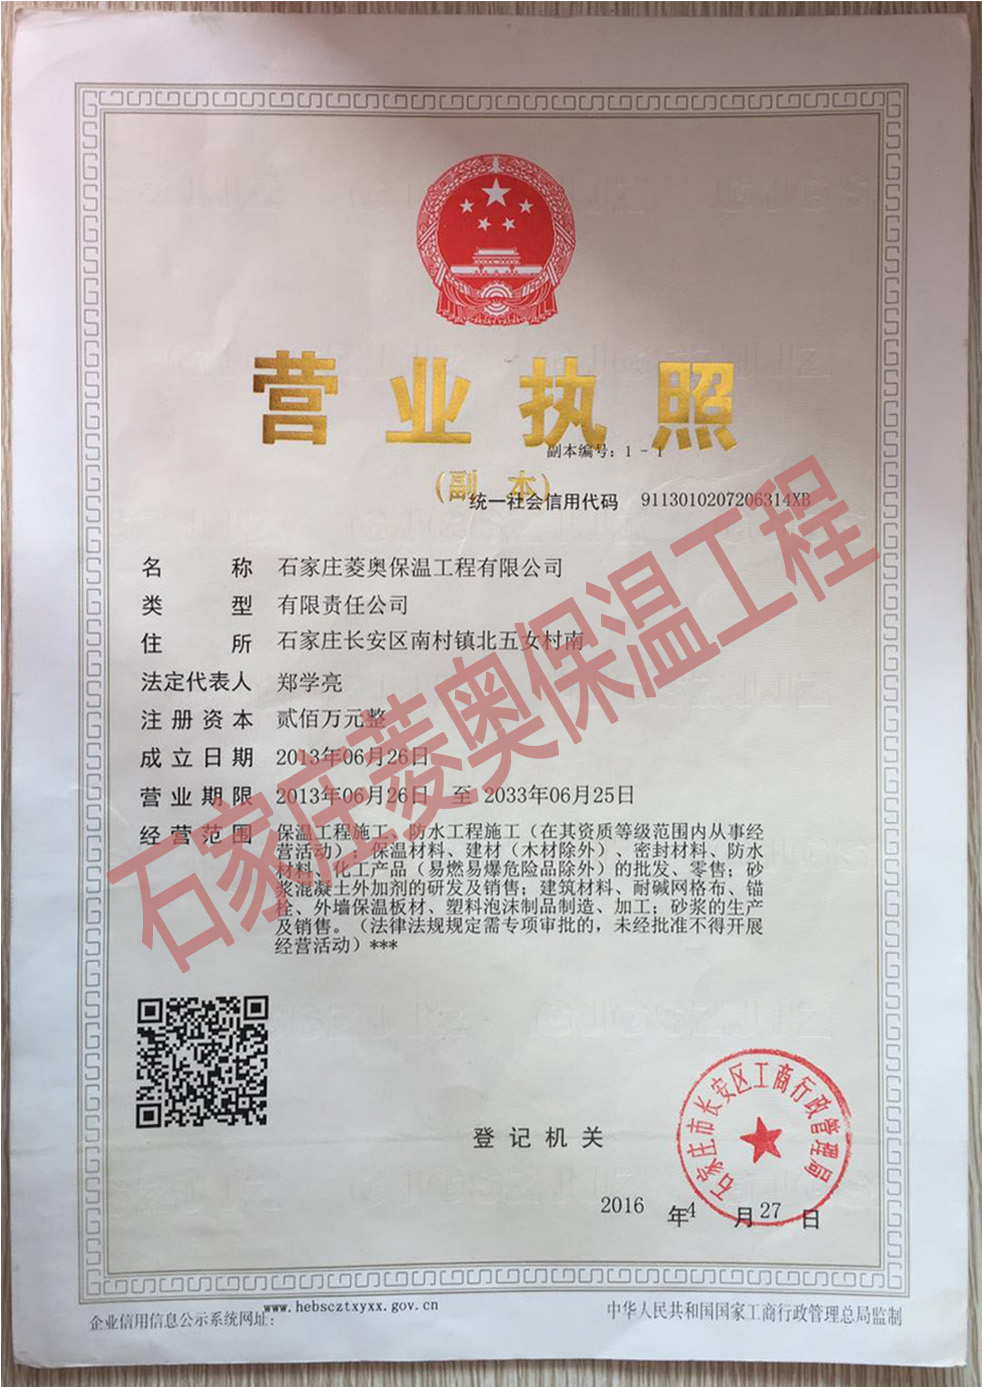 营业执照
副本编号：1 - 1
（副 本）
统一社会信用代码 9113010207206314XB
名 称 石家庄菱奥保温工程有限公司
类 型 有限责任公司
住 所 石家庄长安区南村镇北五女村南
法定代表人 郑学亮
注册资本 贰佰万元整
成立日期 2013年06月26日
营业期限 2013年06月26日 至 2033年06月25日
经营范围 保温工程施工、防水工程施工（在其资质等级范围内从事经
营活动）；保温材料、建材（木材除外）、密封材料、防水
材料、化工产品（易燃易爆危险品除外）的批发、零售；砂
浆混凝土外加剂的研发及销售；建筑材料、耐碱网格布、锚
栓、外墙保温板材、塑料泡沫制品制造、加工；砂浆的生产
及销售。（法律法规规定需专项审批的，未经批准不得开展
经营活动）***
石家庄菱奥保温工程
登记机关
石家庄市长安区工商行政管理局
2016 年 4 月 27 日
企业信用信息公示系统网址：www.hebscztxyxx.gov.cn
中华人民共和国国家工商行政管理总局监制